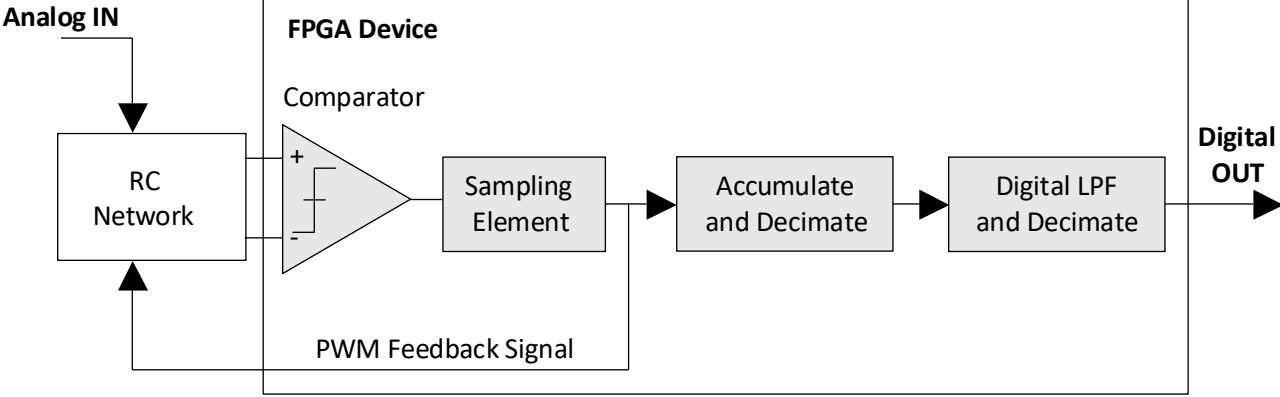 Analog IN
FPGA Device
Comparator
+
-
RC
Network
Sampling
Element
Accumulate
and Decimate
Digital LPF
and Decimate
Digital
OUT
PWM Feedback Signal